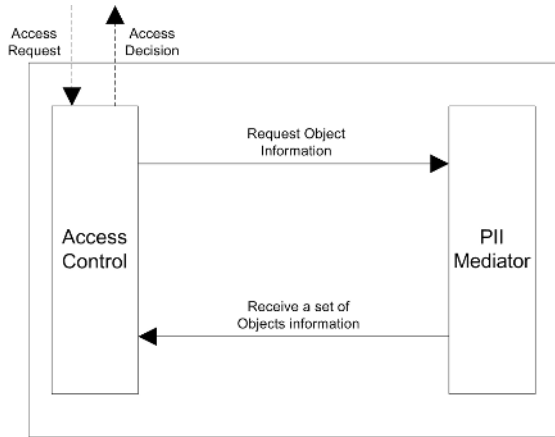 Access
Request
Access
Decision
Request Object
Information
Access
Control
PII
Mediator
Receive a set of
Objects information